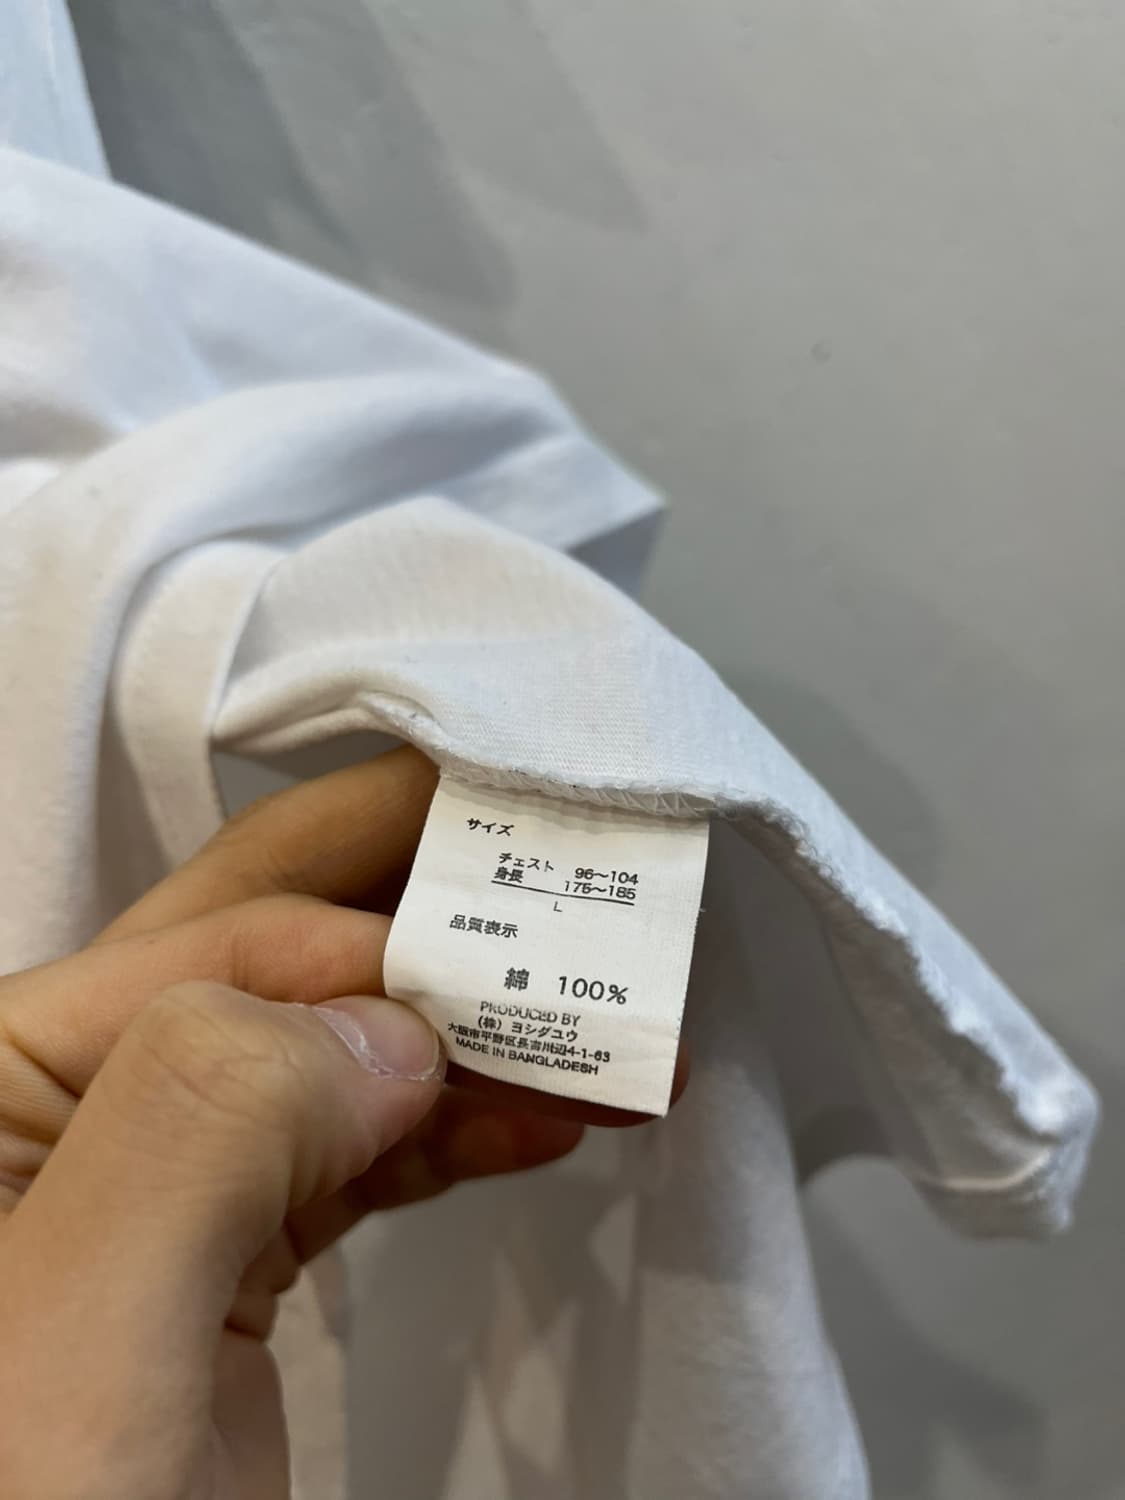 サイズ
チェスト 96～104
身長 175～185
L
品質表示
綿 100%
PRODUCED BY
(株) ヨシダユウ
大阪市平野区長吉川辺4-1-63
MADE IN BANGLADESH